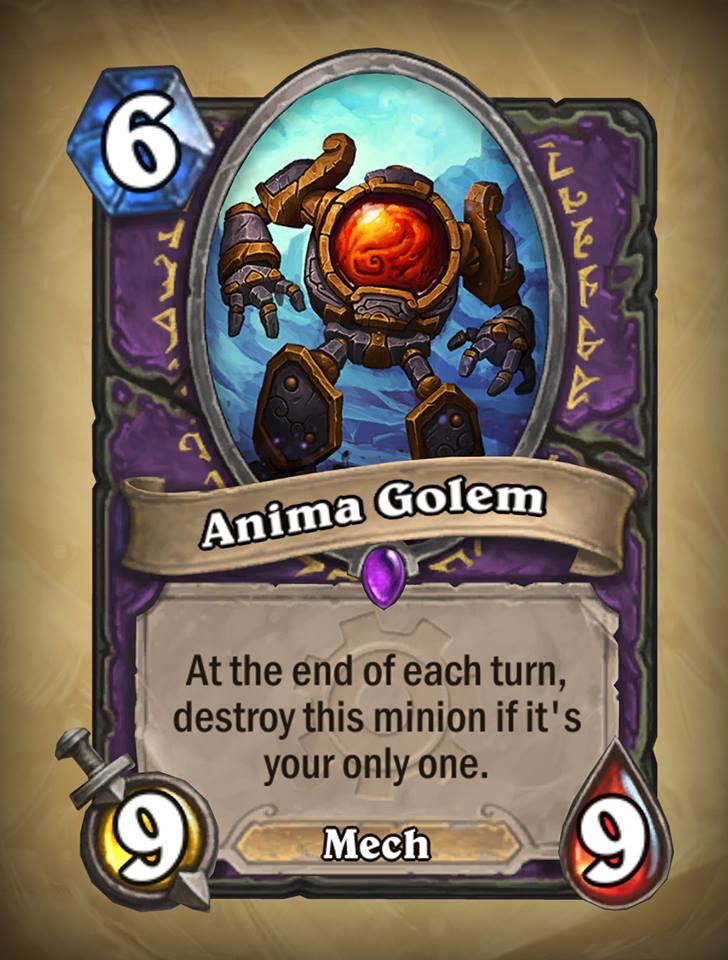 6
Anima Golem
At the end of each turn,
destroy this minion if it's
your only one.
9
Mech
9